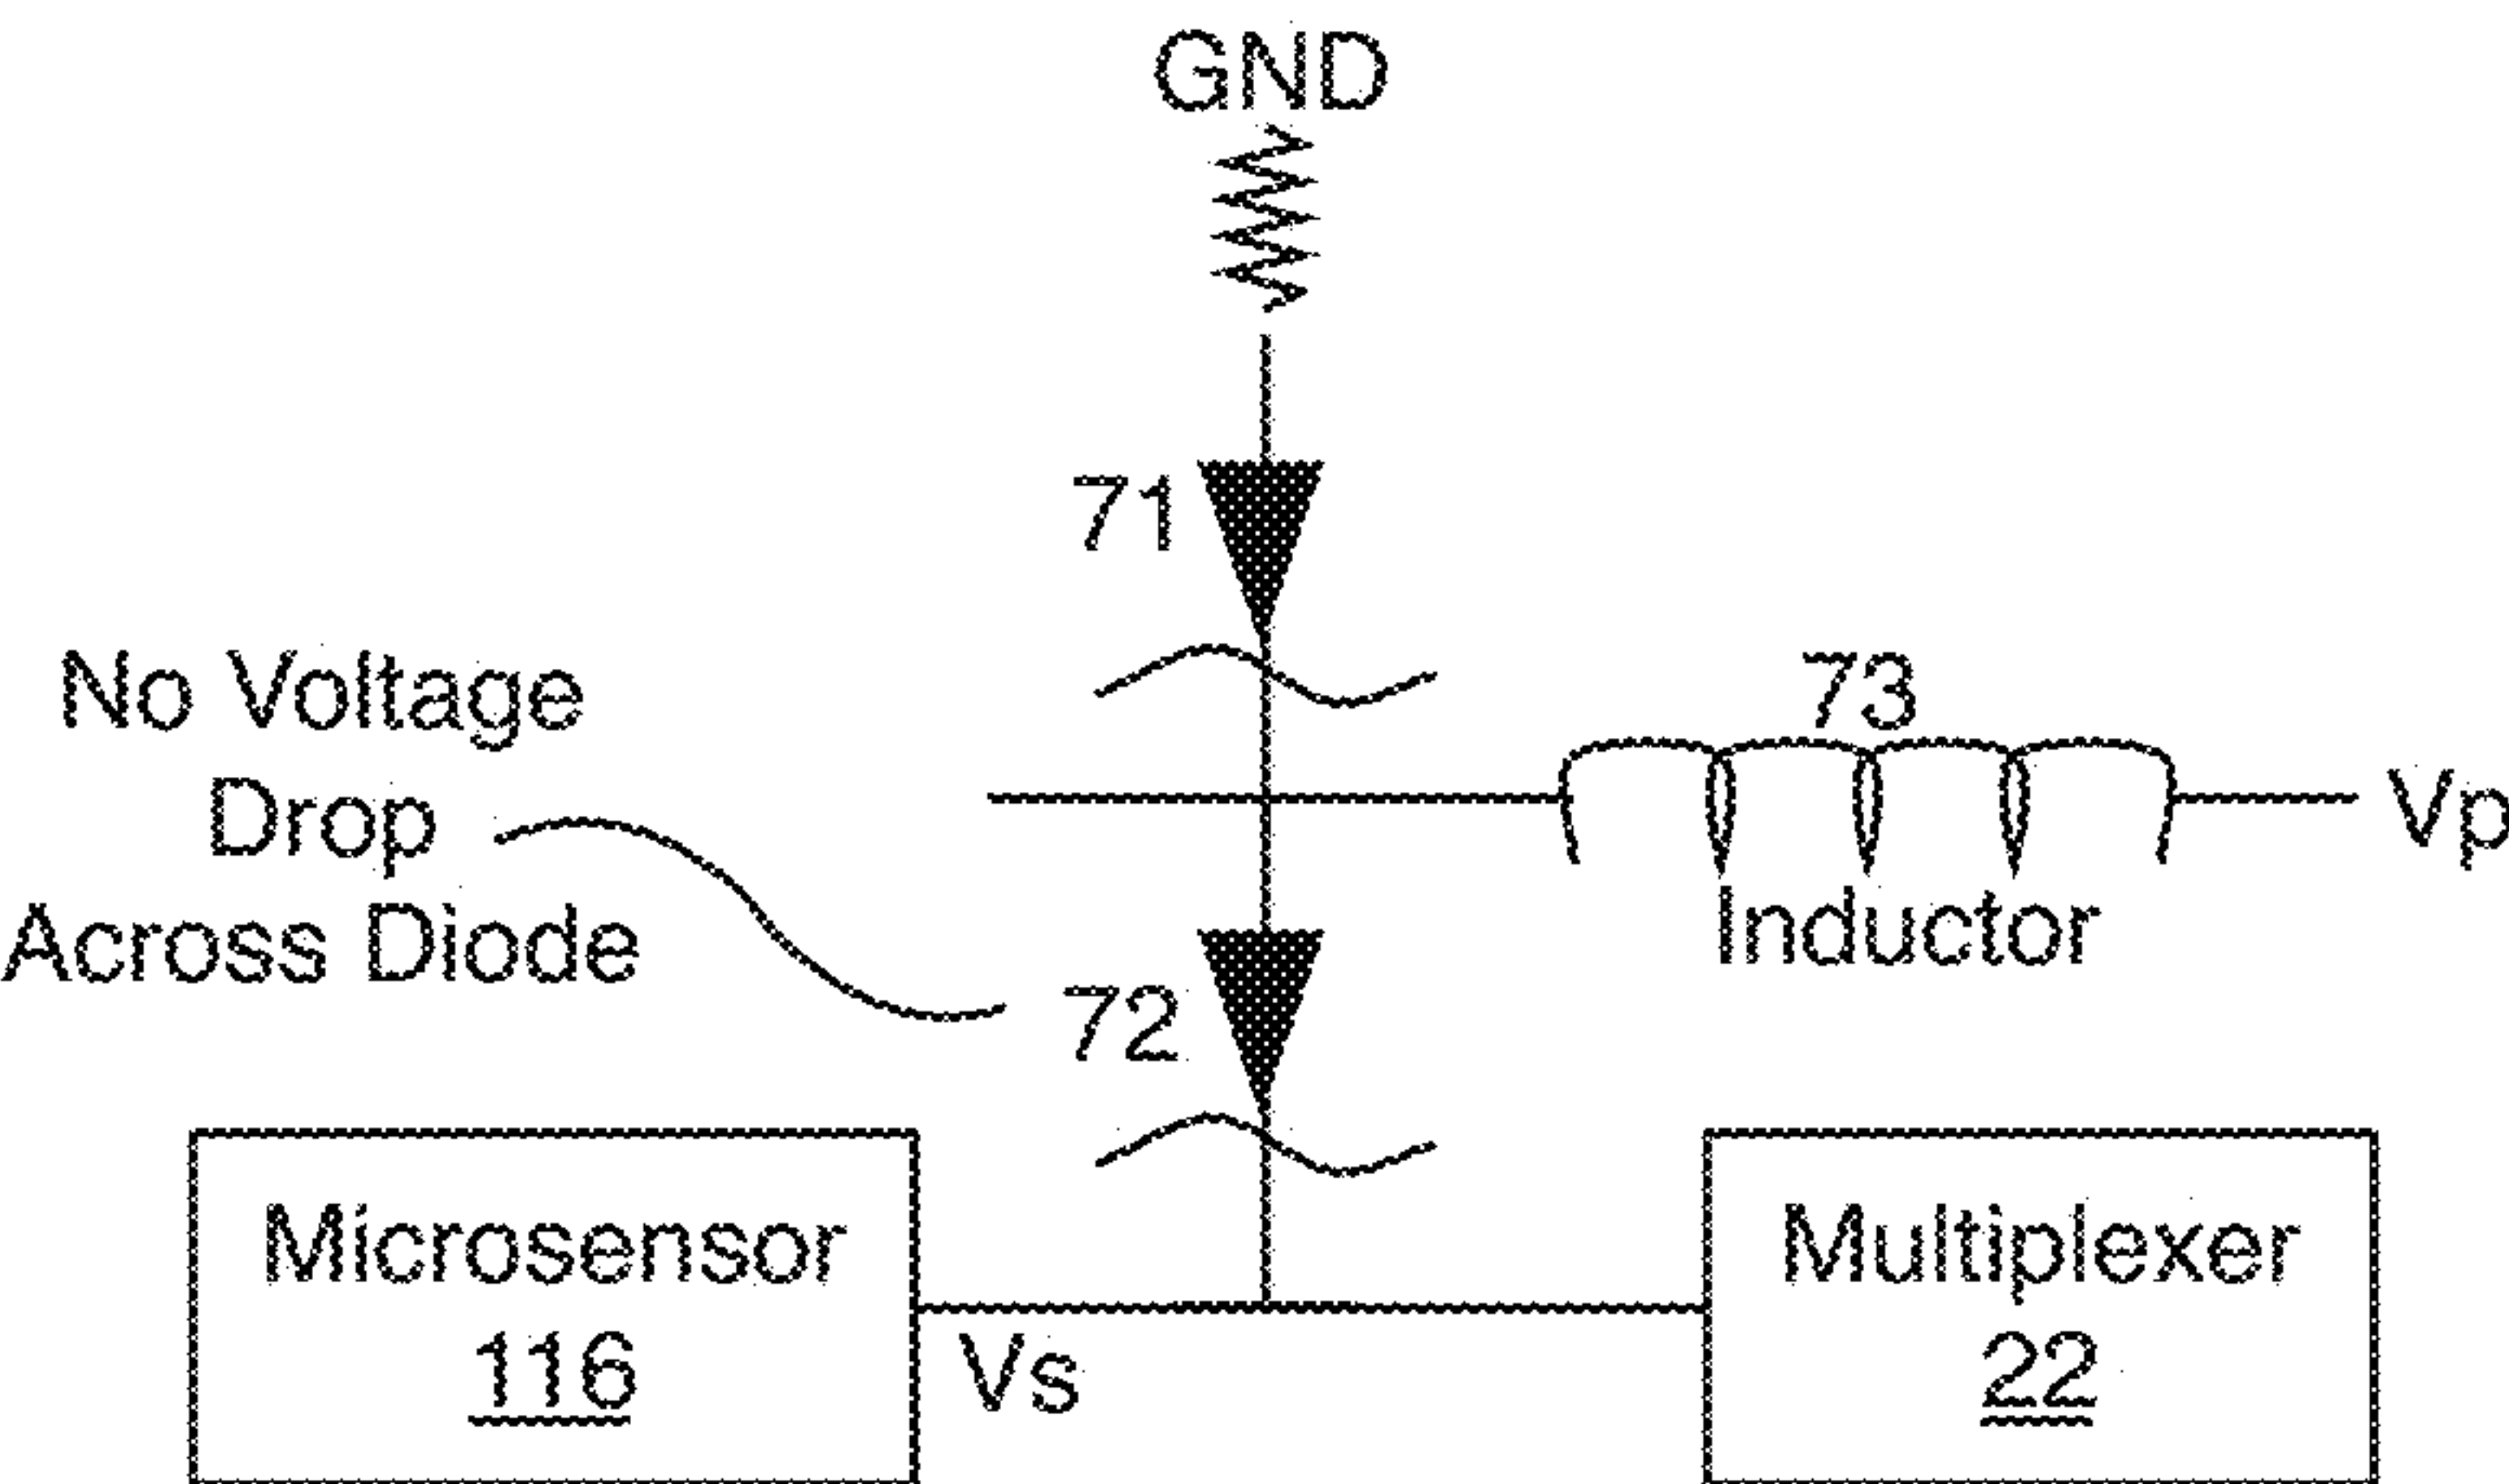 GND
71
No Voltage
Drop
Across Diode
73
Vp
Inductor
72
Microsensor
116
Vs
Multiplexer
22